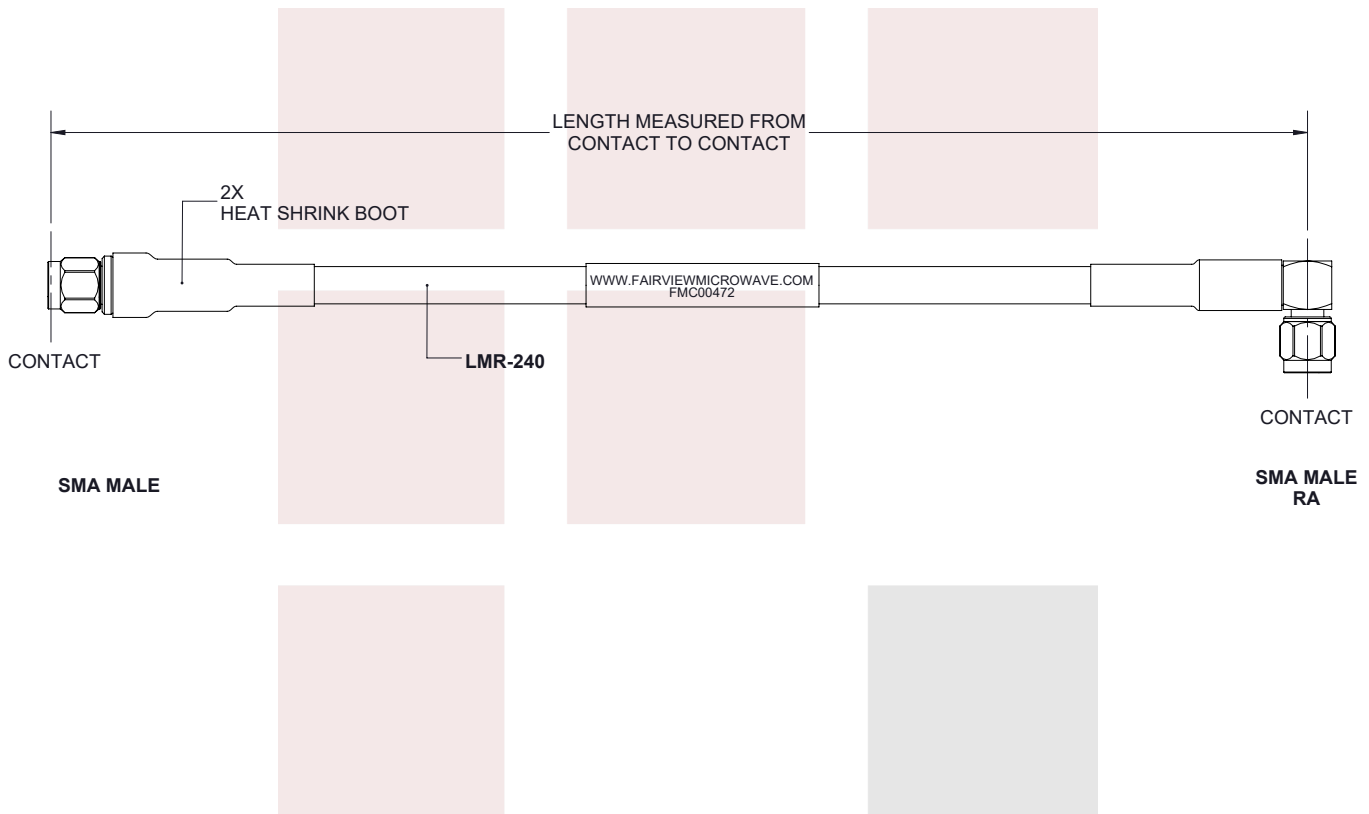 LENGTH MEASURED FROM
CONTACT TO CONTACT
2X
HEAT SHRINK BOOT
WWW.FAIRVIEWMICROWAVE.COM
FMC00472
CONTACT
LMR-240
CONTACT
SMA MALE
SMA MALE
RA